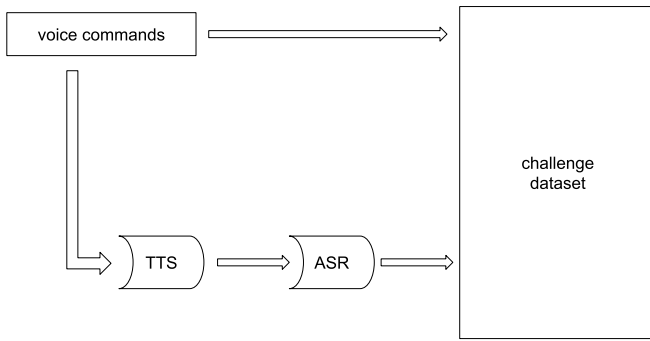 voice commands
challenge
dataset
TTS
ASR